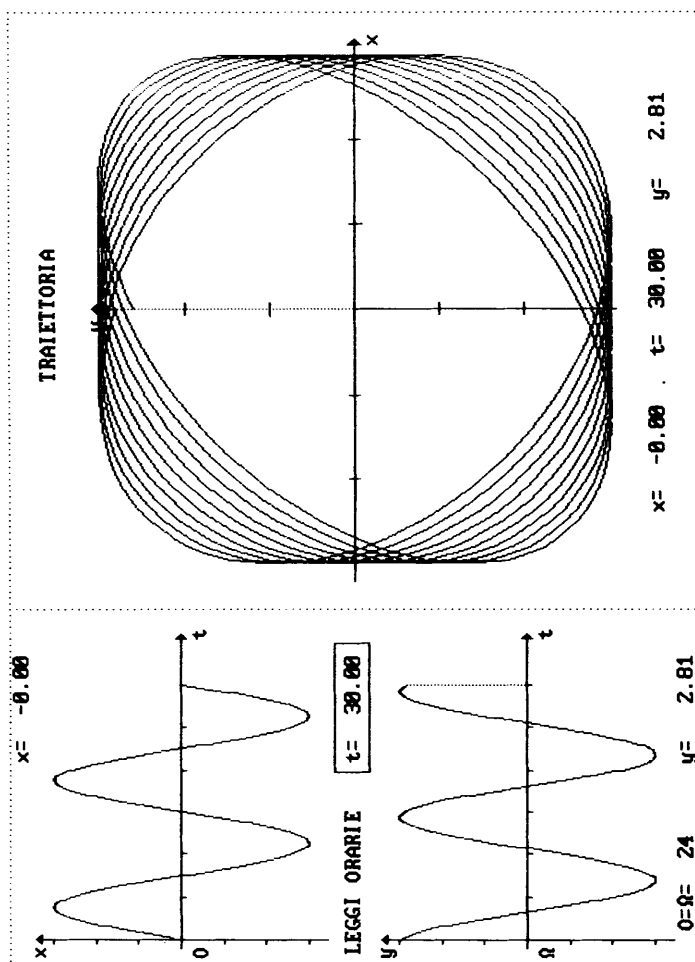 x
x= -0.00
t
O
LEGGI ORARIE
t= 30.00
y
t
Ω
O=Ω= 24
y= 2.81
TRAIETTORIA
x
x= -0.00 . t= 30.00 y= 2.81